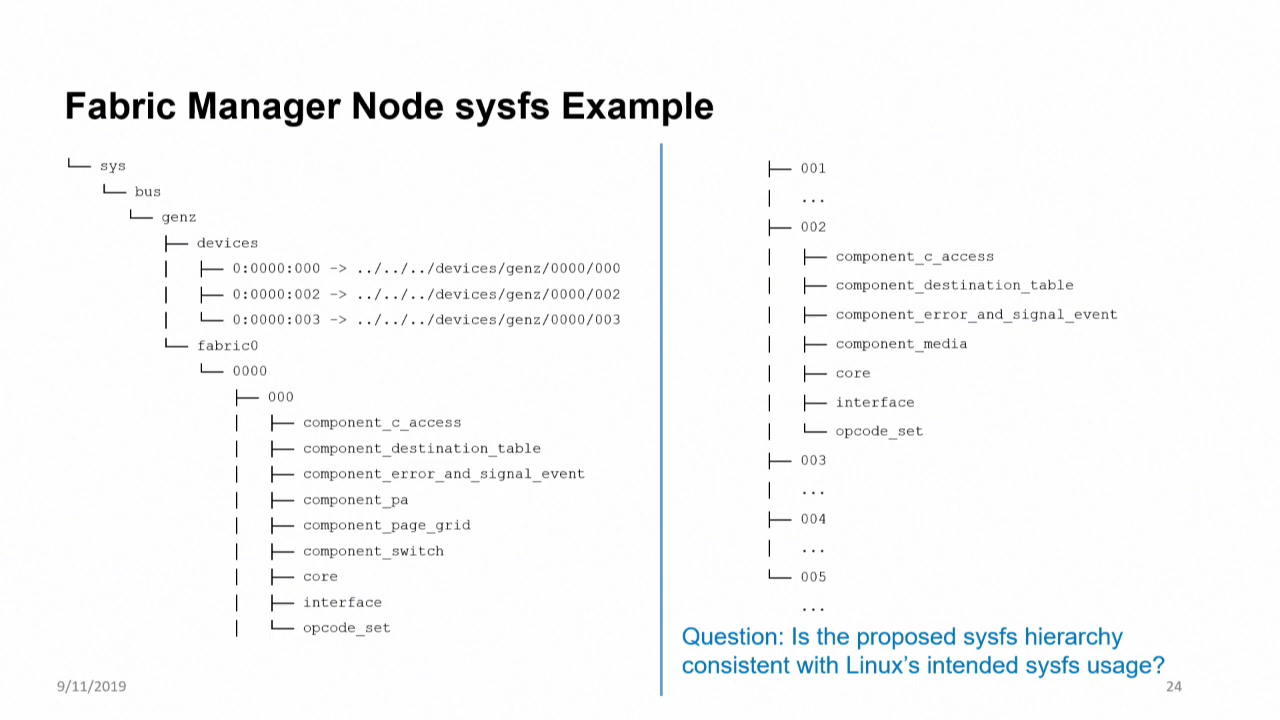 Fabric Manager Node sysfs Example
└── sys
└── bus
└── genz
├── devices
│ ├── 0:0000:000 -> ../../../devices/genz/0000/000
│ ├── 0:0000:002 -> ../../../devices/genz/0000/002
│ └── 0:0000:003 -> ../../../devices/genz/0000/003
└── fabric0
└── 0000
├── 000
│ ├── component_c_access
│ ├── component_destination_table
│ ├── component_error_and_signal_event
│ ├── component_pa
│ ├── component_page_grid
│ ├── component_switch
│ ├── core
│ ├── interface
│ └── opcode_set
├── 001
│ ...
├── 002
│ ├── component_c_access
│ ├── component_destination_table
│ ├── component_error_and_signal_event
│ ├── component_media
│ ├── core
│ ├── interface
│ └── opcode_set
├── 003
│ ...
├── 004
│ ...
└── 005
...
Question: Is the proposed sysfs hierarchy
consistent with Linux's intended sysfs usage?
9/11/2019
24